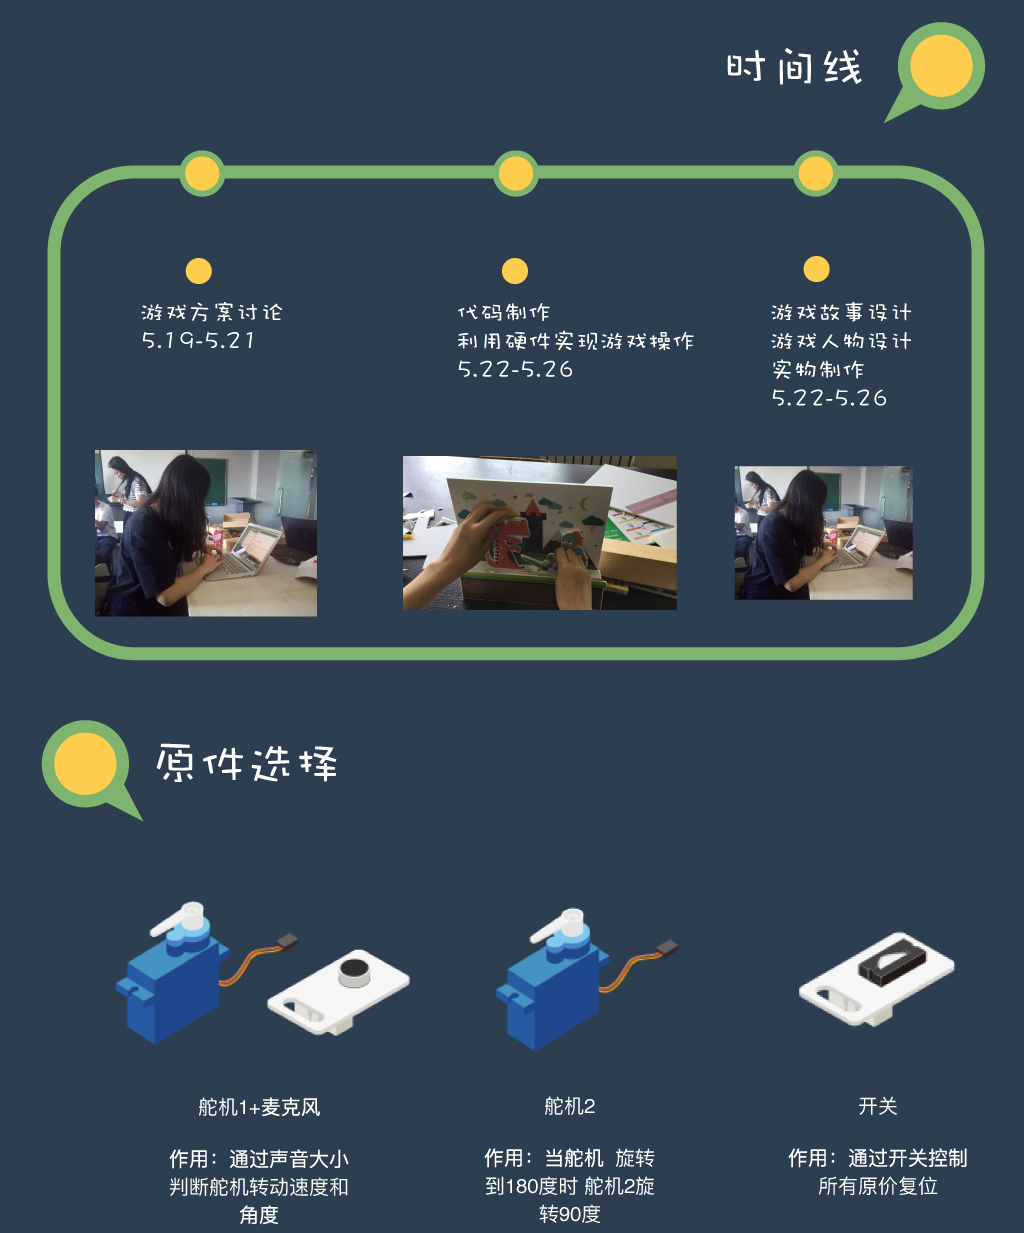 时间线
游戏方案讨论
5.19-5.21
代码制作
利用硬件实现游戏操作
5.22-5.26
游戏故事设计
游戏人物设计
实物制作
5.22-5.26
原件选择
舵机1+麦克风
作用：通过声音大小
判断舵机转动速度和
角度
舵机2
作用：当舵机 旋转
到180度时 舵机2旋
转90度
开关
作用：通过开关控制
所有原价复位